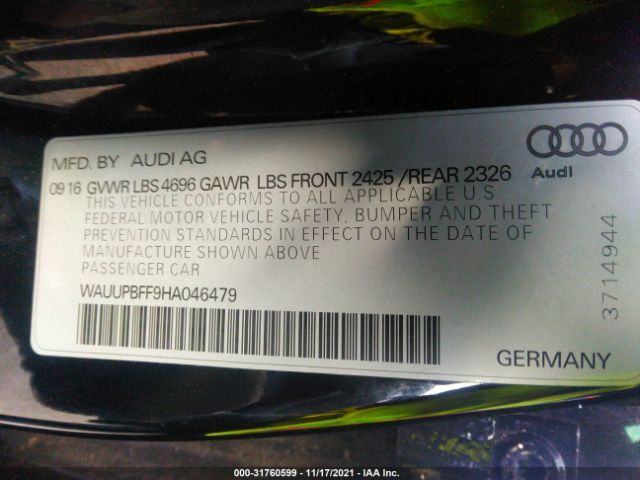 MFD. BY AUDI AG
Audi
09 16 GVWR LBS 4696 GAWR LBS FRONT 2425 / REAR 2326
THIS VEHICLE CONFORMS TO ALL APPLICABLE U.S
FEDERAL MOTOR VEHICLE SAFETY, BUMPER AND THEFT
PREVENTION STANDARDS IN EFFECT ON THE DATE OF
MANUFACTURE SHOWN ABOVE
PASSENGER CAR
WAUUPBFF9HA046479
3714944
GERMANY
000-31760599 — 11/17/2021 — IAA Inc.